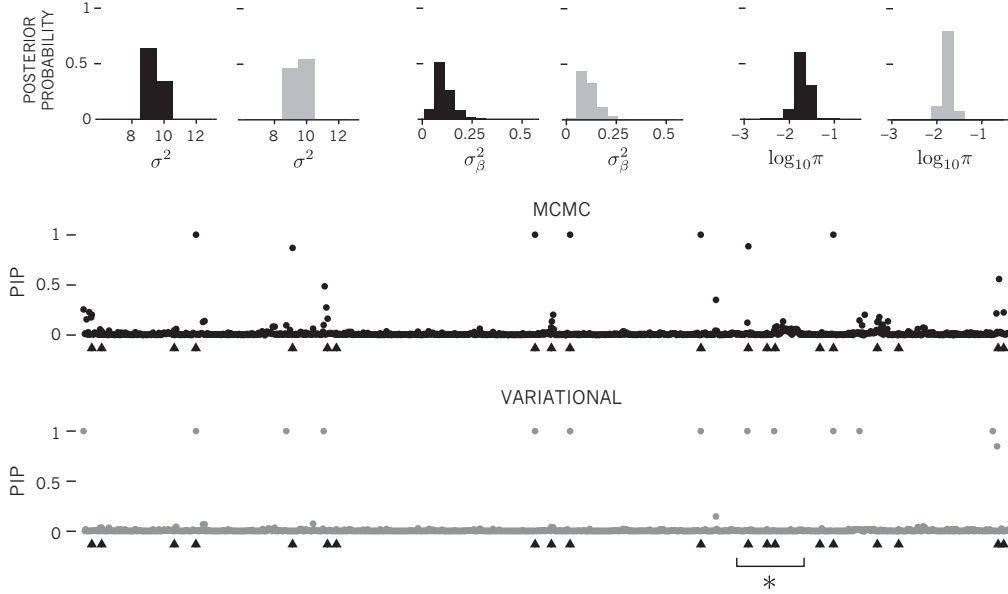 POSTERIOR
PROBABILITY
1
0.5
0
8 10 12
σ²
8 10 12
σ²
0 0.25 0.5
σ²β
0 0.25 0.5
σ²β
−3 −2 −1
log₁₀π
−3 −2 −1
log₁₀π
MCMC
PIP
1
0.5
0
VARIATIONAL
PIP
1
0.5
0
*